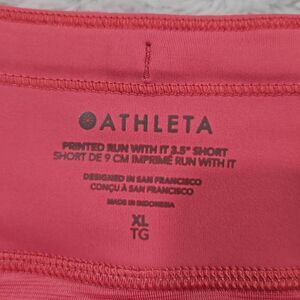 ATHLETA
PRINTED RUN WITH IT 3.5" SHORT
SHORT DE 9 CM IMPRIMÉ RUN WITH IT
DESIGNED IN SAN FRANCISCO
CONÇU À SAN FRANCISCO
MADE IN INDONESIA
XL
TG